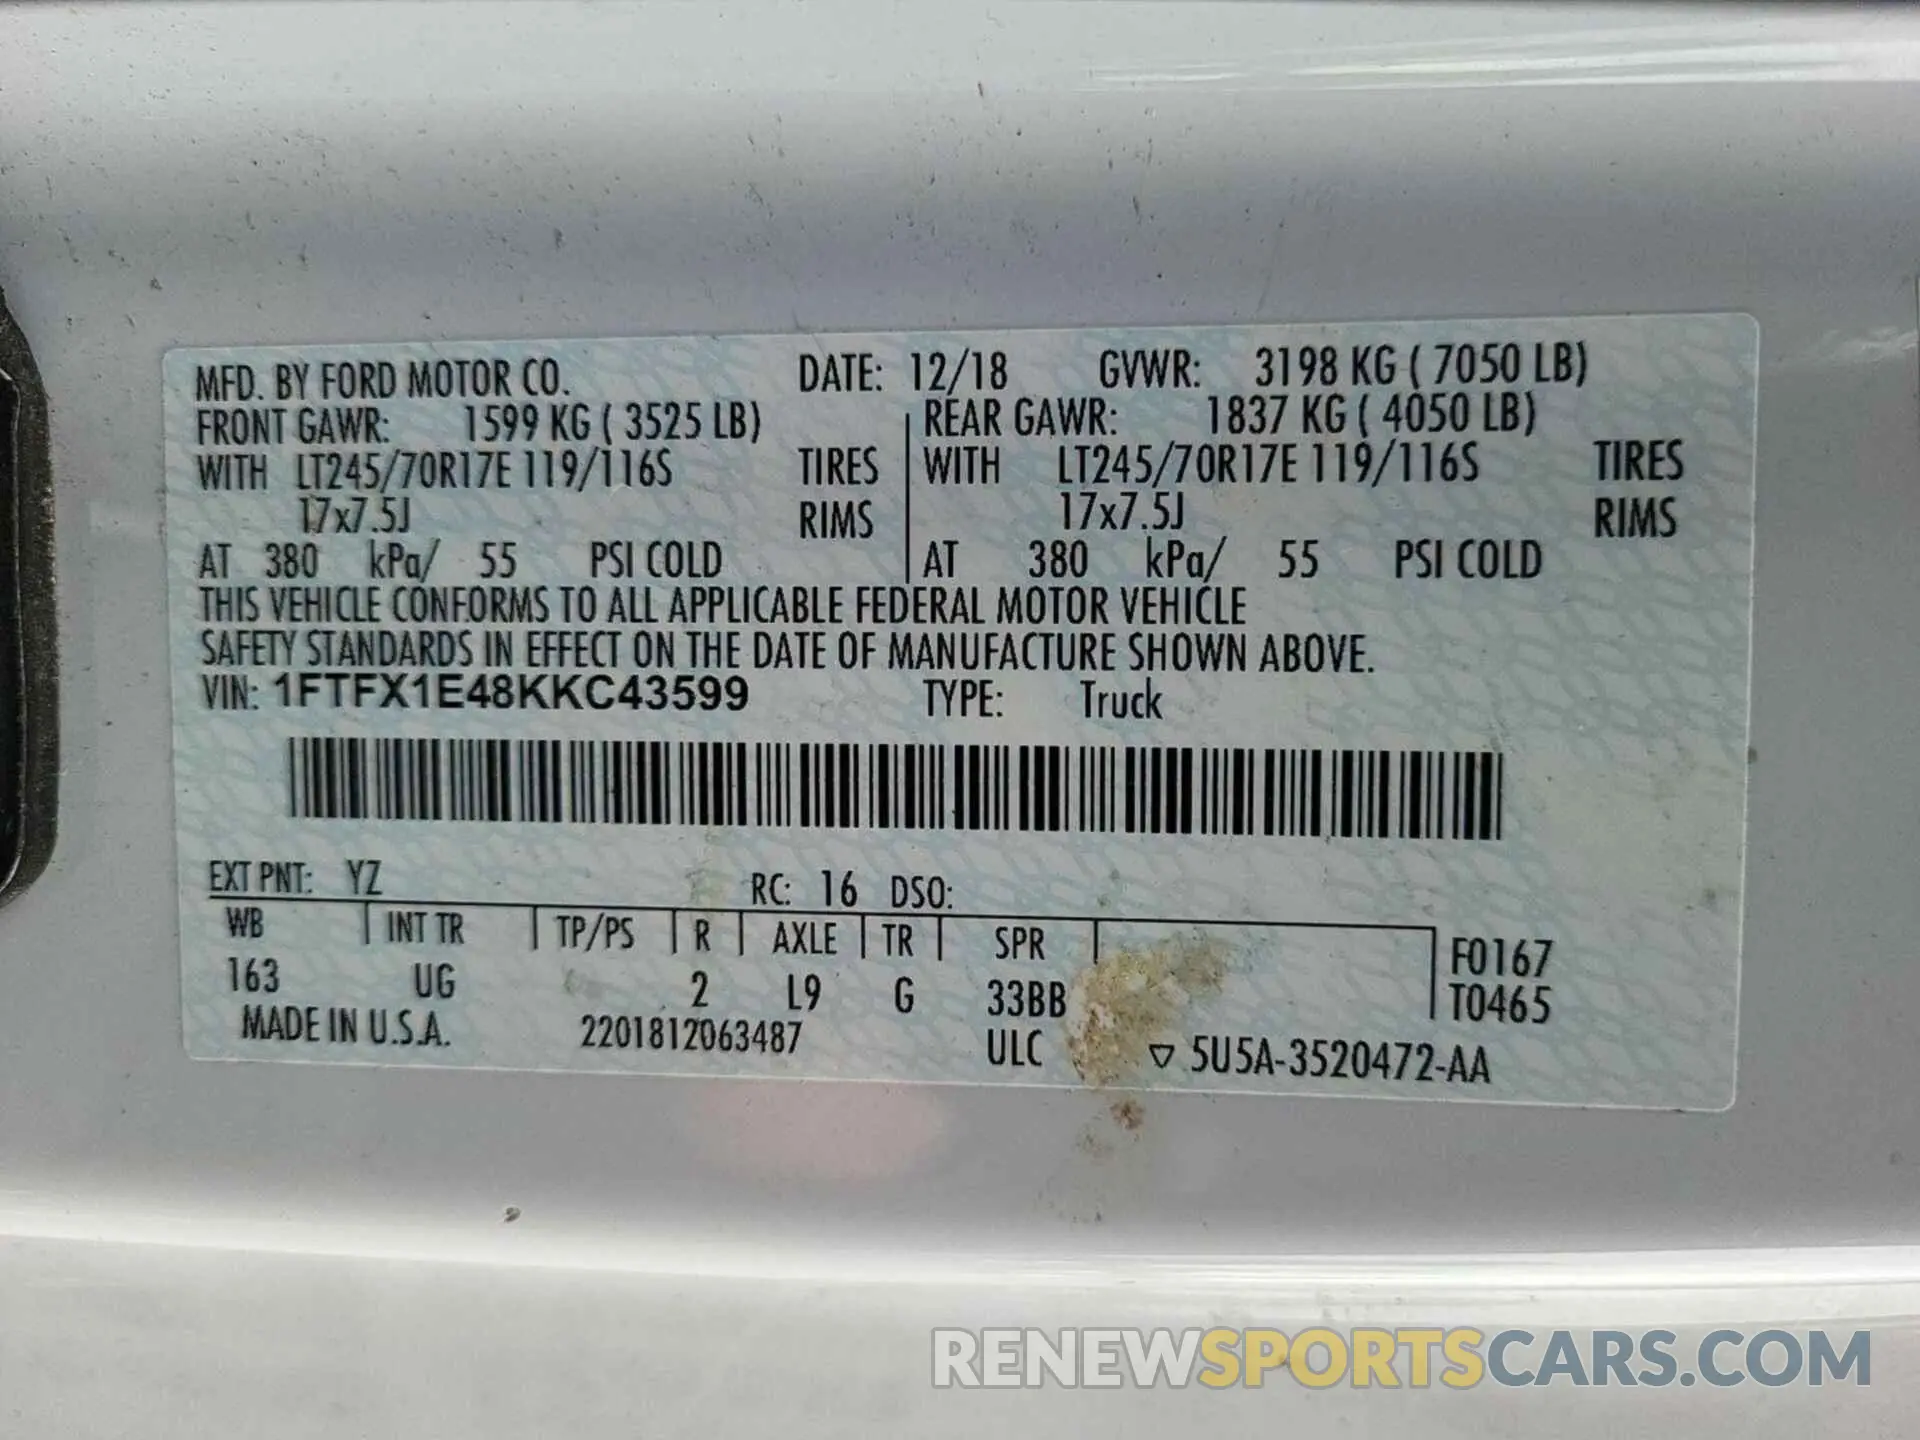 MFD. BY FORD MOTOR CO. DATE: 12/18 GVWR: 3198 KG ( 7050 LB)
FRONT GAWR: 1599 KG ( 3525 LB) REAR GAWR: 1837 KG ( 4050 LB)
WITH LT245/70R17E 119/116S TIRES WITH LT245/70R17E 119/116S TIRES
17x7.5J RIMS 17x7.5J RIMS
AT 380 kPa/ 55 PSI COLD AT 380 kPa/ 55 PSI COLD
THIS VEHICLE CONFORMS TO ALL APPLICABLE FEDERAL MOTOR VEHICLE
SAFETY STANDARDS IN EFFECT ON THE DATE OF MANUFACTURE SHOWN ABOVE.
VIN: 1FTFX1E48KKC43599 TYPE: Truck
EXT PNT: YZ RC: 16 DSO:
WB INT TR TP/PS R AXLE TR SPR F0167
163 UG 2 L9 G 33BB T0465
MADE IN U.S.A. 2201812063487 ULC ▽ 5U5A-3520472-AA
RENEWSPORTSCARS.COM